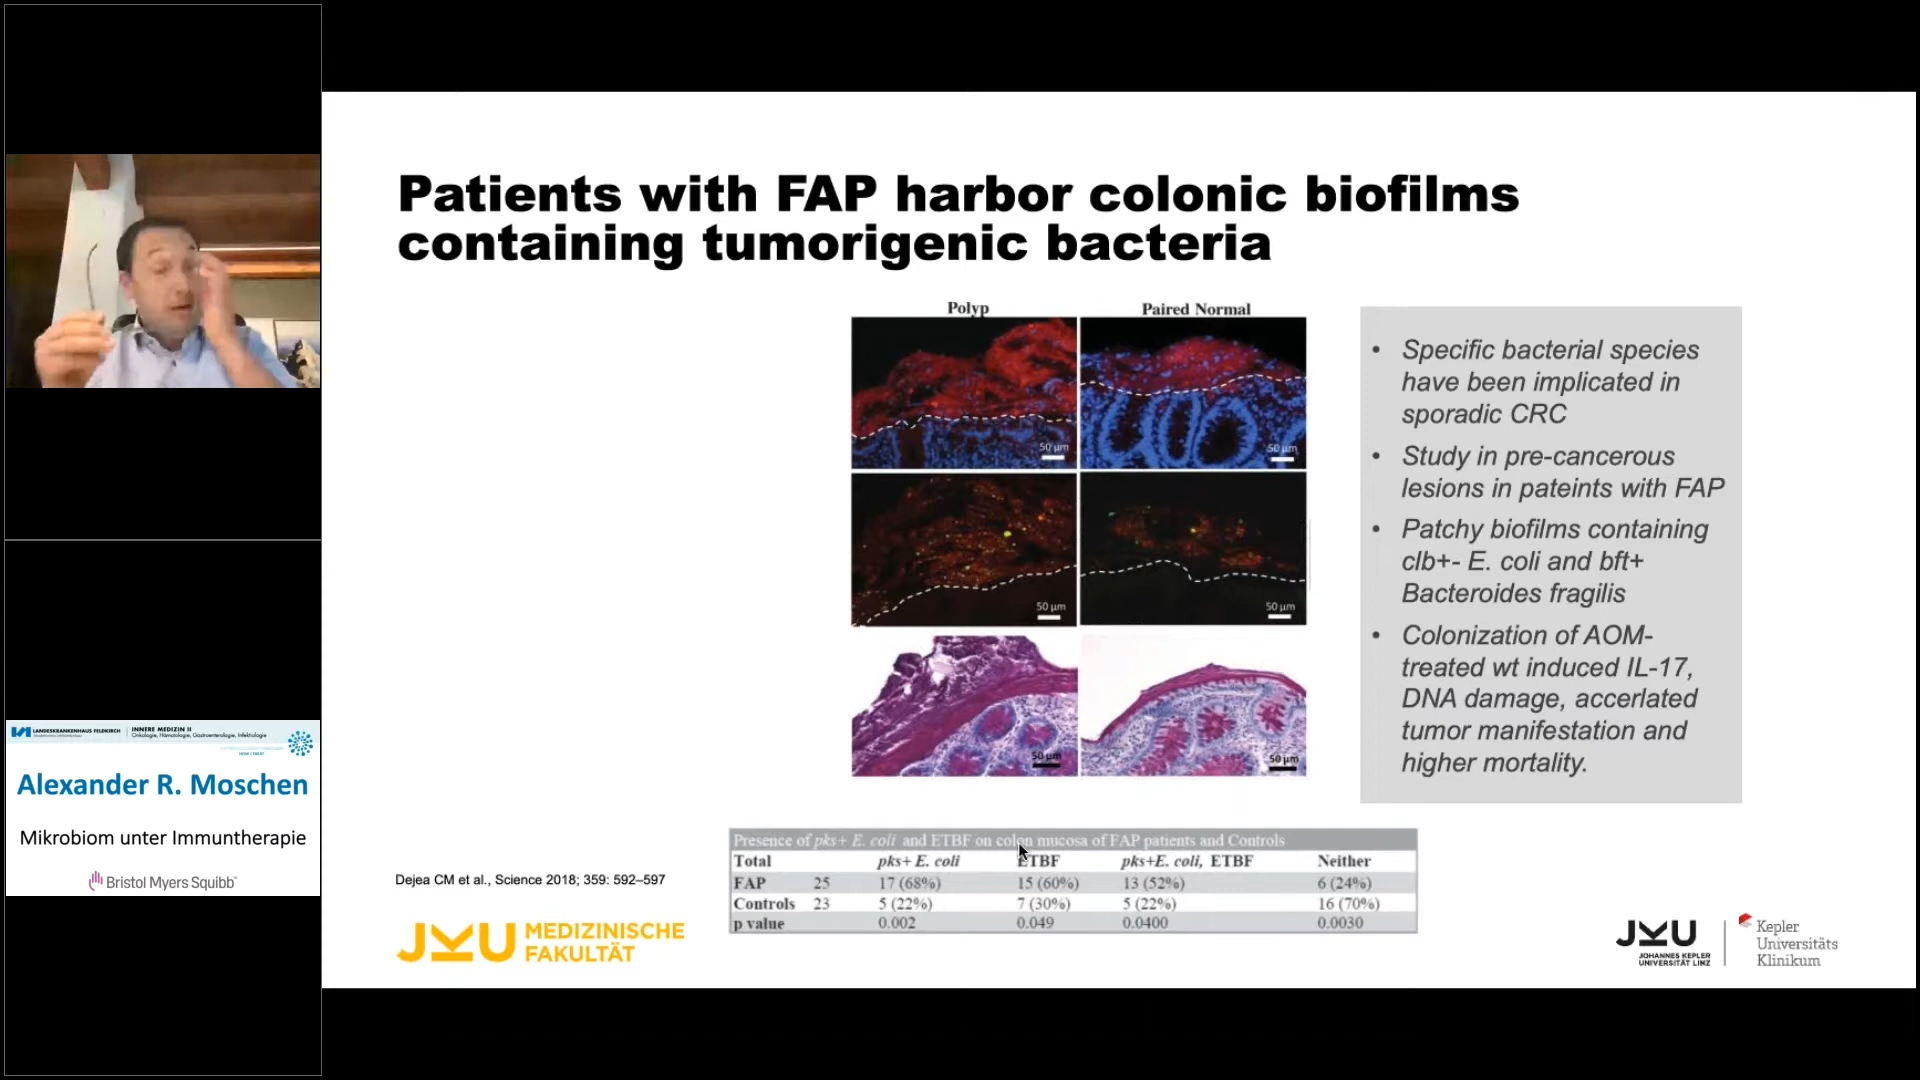 Patients with FAP harbor colonic biofilms
containing tumorigenic bacteria
Polyp
Paired Normal
50 µm
50 µm
50 µm
50 µm
50 µm
50 µm
• Specific bacterial species
have been implicated in
sporadic CRC
• Study in pre-cancerous
lesions in pateints with FAP
• Patchy biofilms containing
clb+- E. coli and bft+
Bacteroides fragilis
• Colonization of AOM-
treated wt induced IL-17,
DNA damage, accerlated
tumor manifestation and
higher mortality.
Presence of pks+ E. coli and ETBF on colon mucosa of FAP patients and Controls
Total pks+ E. coli ETBF pks+E. coli, ETBF Neither
FAP 25 17 (68%) 15 (60%) 13 (52%) 6 (24%)
Controls 23 5 (22%) 7 (30%) 5 (22%) 16 (70%)
p value 0.002 0.049 0.0400 0.0030
Dejea CM et al., Science 2018; 359: 592–597
JKU MEDIZINISCHE
FAKULTÄT
JKU
JOHANNES KEPLER
UNIVERSITÄT LINZ
Kepler
Universitäts
Klinikum
LANDESKRANKENHAUS FELDKIRCH
INNERE MEDIZIN II
Onkologie, Hämatologie, Gastroenterologie, Infektiologie
Alexander R. Moschen
Mikrobiom unter Immuntherapie
Bristol Myers Squibb™